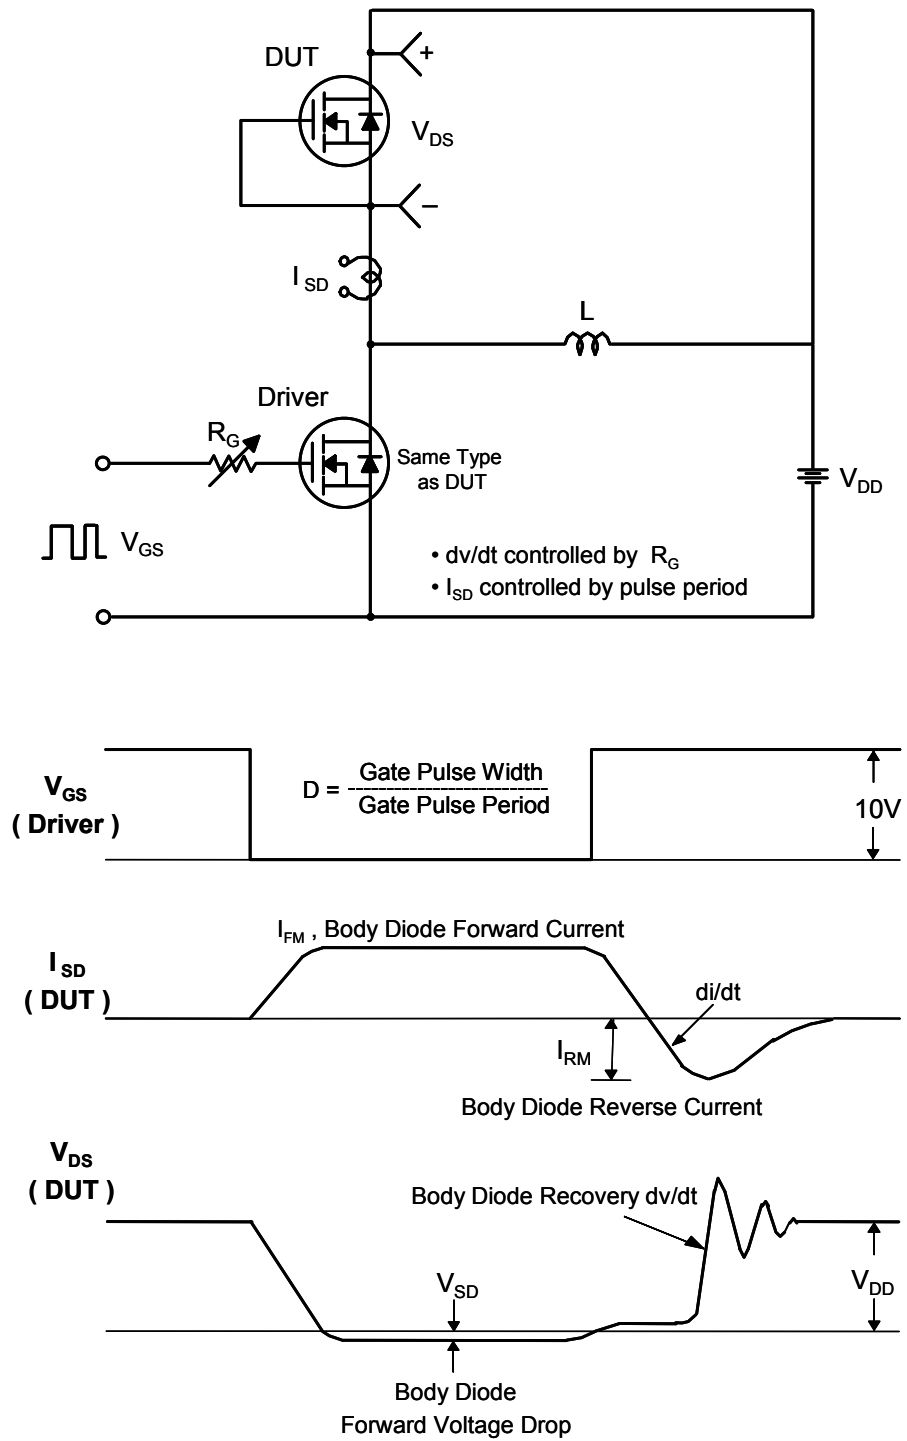 DUT
+
V_DS
–
I_SD
L
Driver
R_G
Same Type
as DUT
V_DD
V_GS
• dv/dt controlled by R_G
• I_SD controlled by pulse period
V_GS
( Driver )
D = Gate Pulse Width
Gate Pulse Period
10V
I_FM , Body Diode Forward Current
I_SD
( DUT )
di/dt
I_RM
Body Diode Reverse Current
V_DS
( DUT )
Body Diode Recovery dv/dt
V_SD
V_DD
Body Diode
Forward Voltage Drop